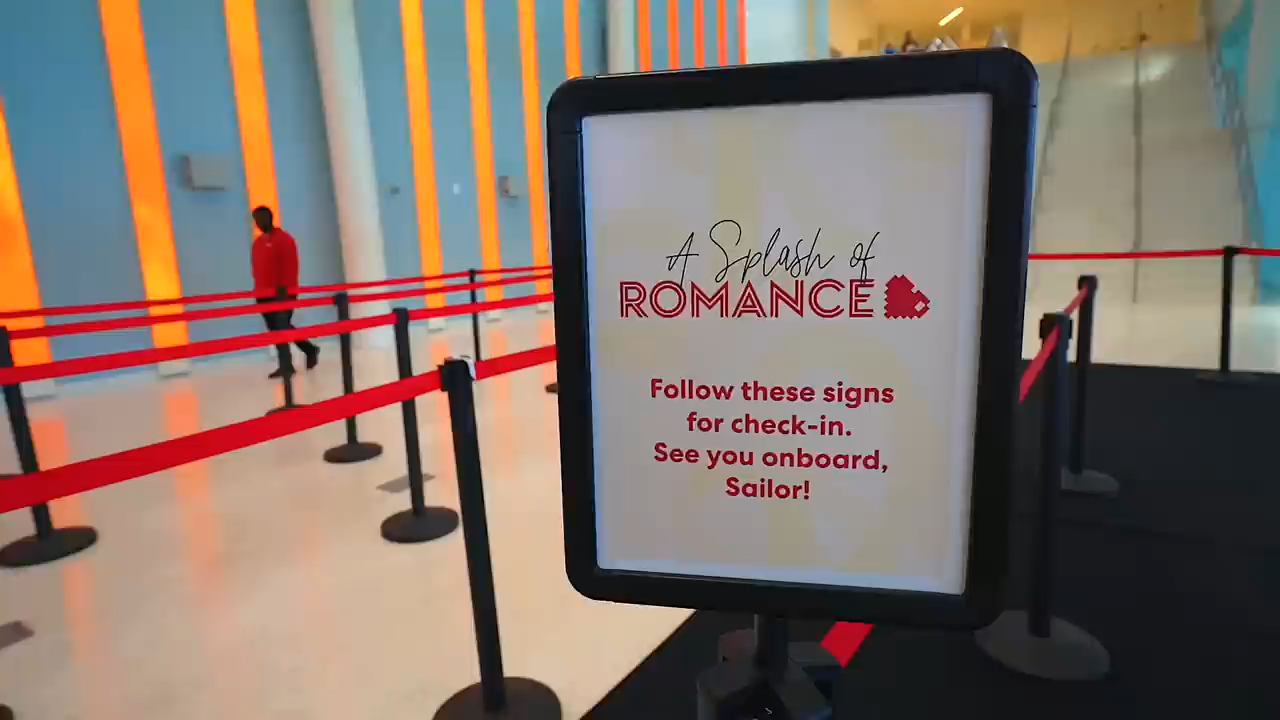 A Splash of
ROMANCE
Follow these signs
for check-in.
See you onboard,
Sailor!